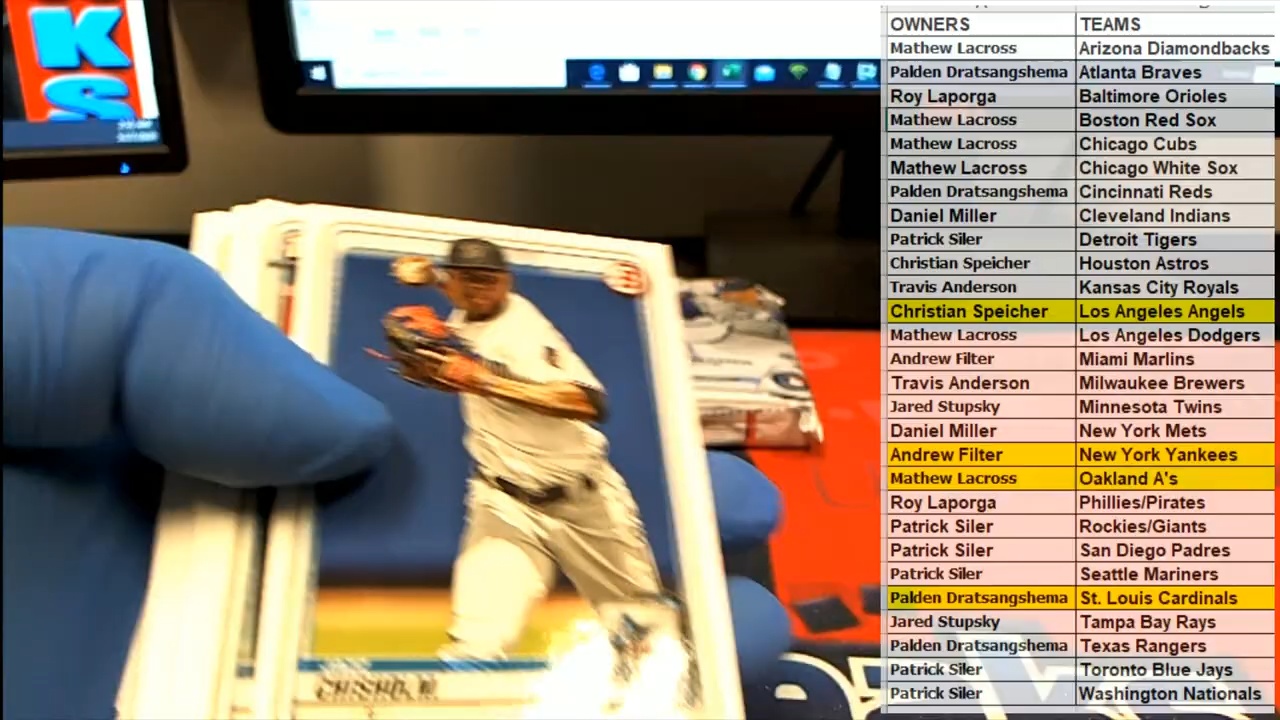 KS
OWNERS TEAMS
Mathew Lacross Arizona Diamondbacks
Palden Dratsangshema Atlanta Braves
Roy Laporga Baltimore Orioles
Mathew Lacross Boston Red Sox
Mathew Lacross Chicago Cubs
Mathew Lacross Chicago White Sox
Palden Dratsangshema Cincinnati Reds
Daniel Miller Cleveland Indians
Patrick Siler Detroit Tigers
Christian Speicher Houston Astros
Travis Anderson Kansas City Royals
Christian Speicher Los Angeles Angels
Mathew Lacross Los Angeles Dodgers
Andrew Filter Miami Marlins
Travis Anderson Milwaukee Brewers
Jared Stupsky Minnesota Twins
Daniel Miller New York Mets
Andrew Filter New York Yankees
Mathew Lacross Oakland A's
Roy Laporga Phillies/Pirates
Patrick Siler Rockies/Giants
Patrick Siler San Diego Padres
Patrick Siler Seattle Mariners
Palden Dratsangshema St. Louis Cardinals
Jared Stupsky Tampa Bay Rays
Palden Dratsangshema Texas Rangers
Patrick Siler Toronto Blue Jays
Patrick Siler Washington Nationals